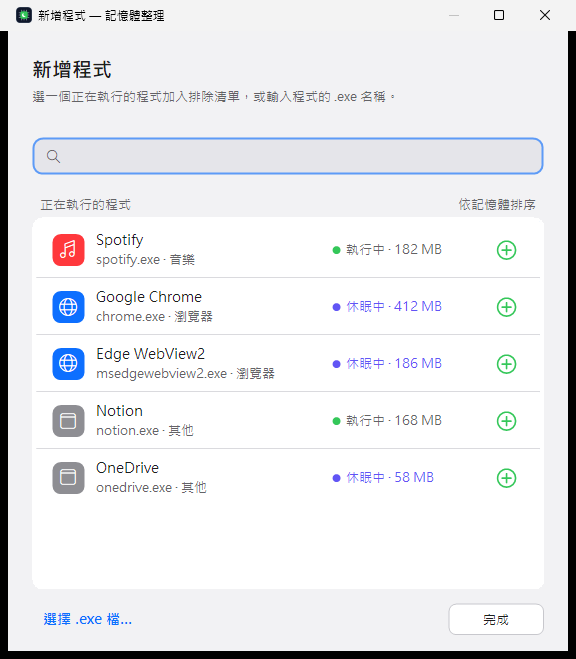 新增程式 — 記憶體整理
新增程式
選一個正在執行的程式加入排除清單，或輸入程式的 .exe 名稱。
正在執行的程式 依記憶體排序
Spotify
spotify.exe · 音樂
執行中 · 182 MB
Google Chrome
chrome.exe · 瀏覽器
休眠中 · 412 MB
Edge WebView2
msedgewebview2.exe · 瀏覽器
休眠中 · 186 MB
Notion
notion.exe · 其他
執行中 · 168 MB
OneDrive
onedrive.exe · 其他
休眠中 · 58 MB
選擇 .exe 檔... 完成